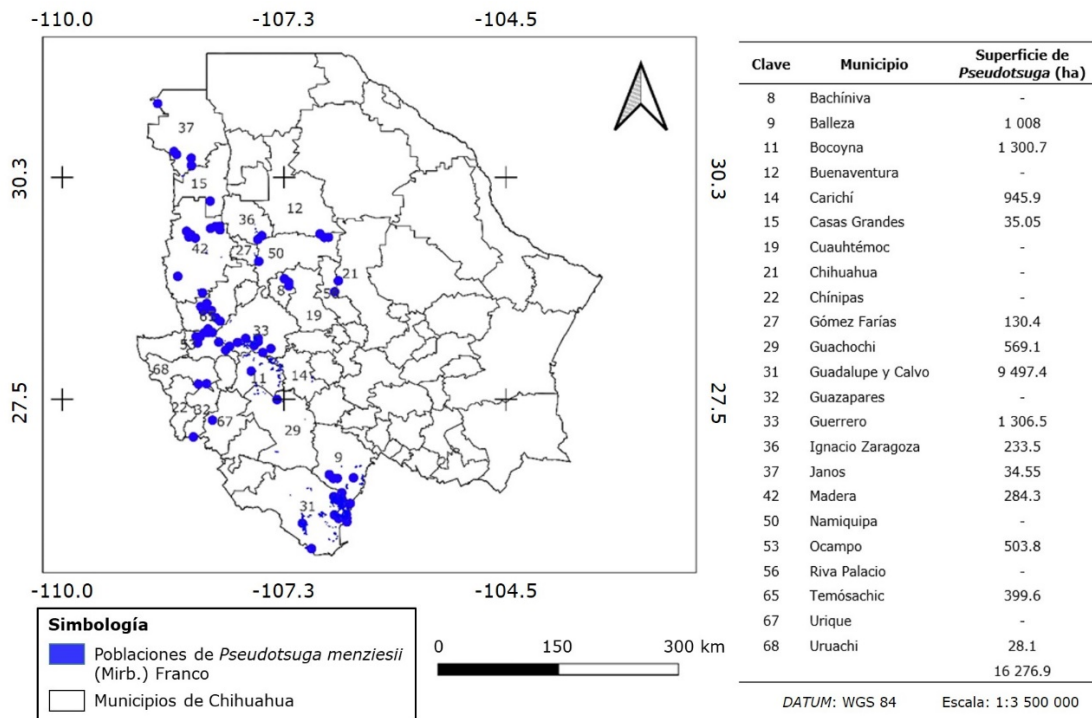 -110.0 -107.3 -104.5
30.3
27.5
37
15
36
12
42
27
50
21
8
56
19
65
33
53
68
11
14
22
32
67
29
9
31
30.3
27.5
-110.0 -107.3 -104.5
Simbología
Poblaciones de Pseudotsuga menziesii
(Mirb.) Franco
Municipios de Chihuahua
0 150 300 km
Clave Municipio Superficie de
Pseudotsuga (ha)
8 Bachíniva -
9 Balleza 1 008
11 Bocoyna 1 300.7
12 Buenaventura -
14 Carichí 945.9
15 Casas Grandes 35.05
19 Cuauhtémoc -
21 Chihuahua -
22 Chínipas -
27 Gómez Farías 130.4
29 Guachochi 569.1
31 Guadalupe y Calvo 9 497.4
32 Guazapares -
33 Guerrero 1 306.5
36 Ignacio Zaragoza 233.5
37 Janos 34.55
42 Madera 284.3
50 Namiquipa -
53 Ocampo 503.8
56 Riva Palacio -
65 Temósachic 399.6
67 Urique -
68 Uruachi 28.1
16 276.9
DATUM: WGS 84 Escala: 1:3 500 000